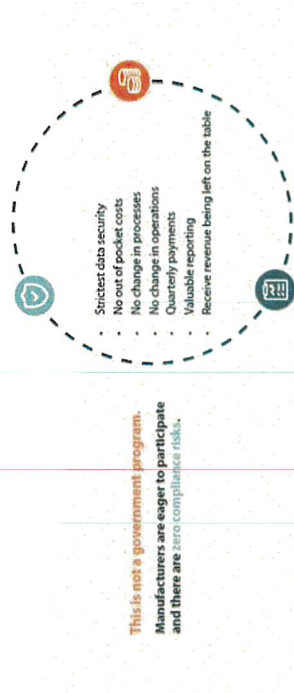 This is not a government program.
Manufacturers are eager to participate
and there are zero compliance risks.
• Strictest data security
• No out of pocket costs
• No change in processes
• No change in operations
• Quarterly payments
• Valuable reporting
• Receive revenue being left on the table